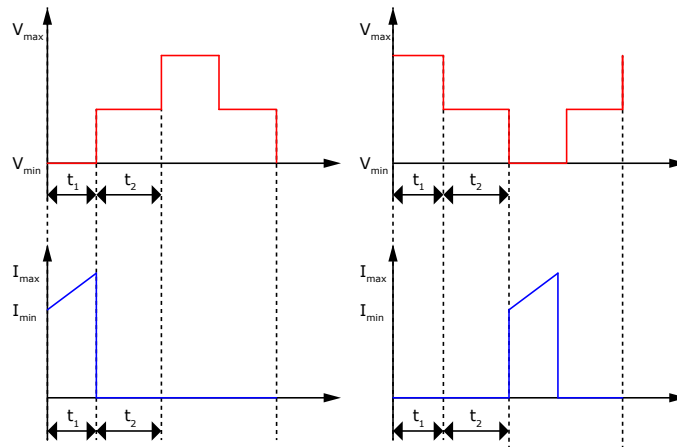 V_max V_max
V_min V_min
t_1 t_2 t_1 t_2
I_max I_max
I_min I_min
t_1 t_2 t_1 t_2